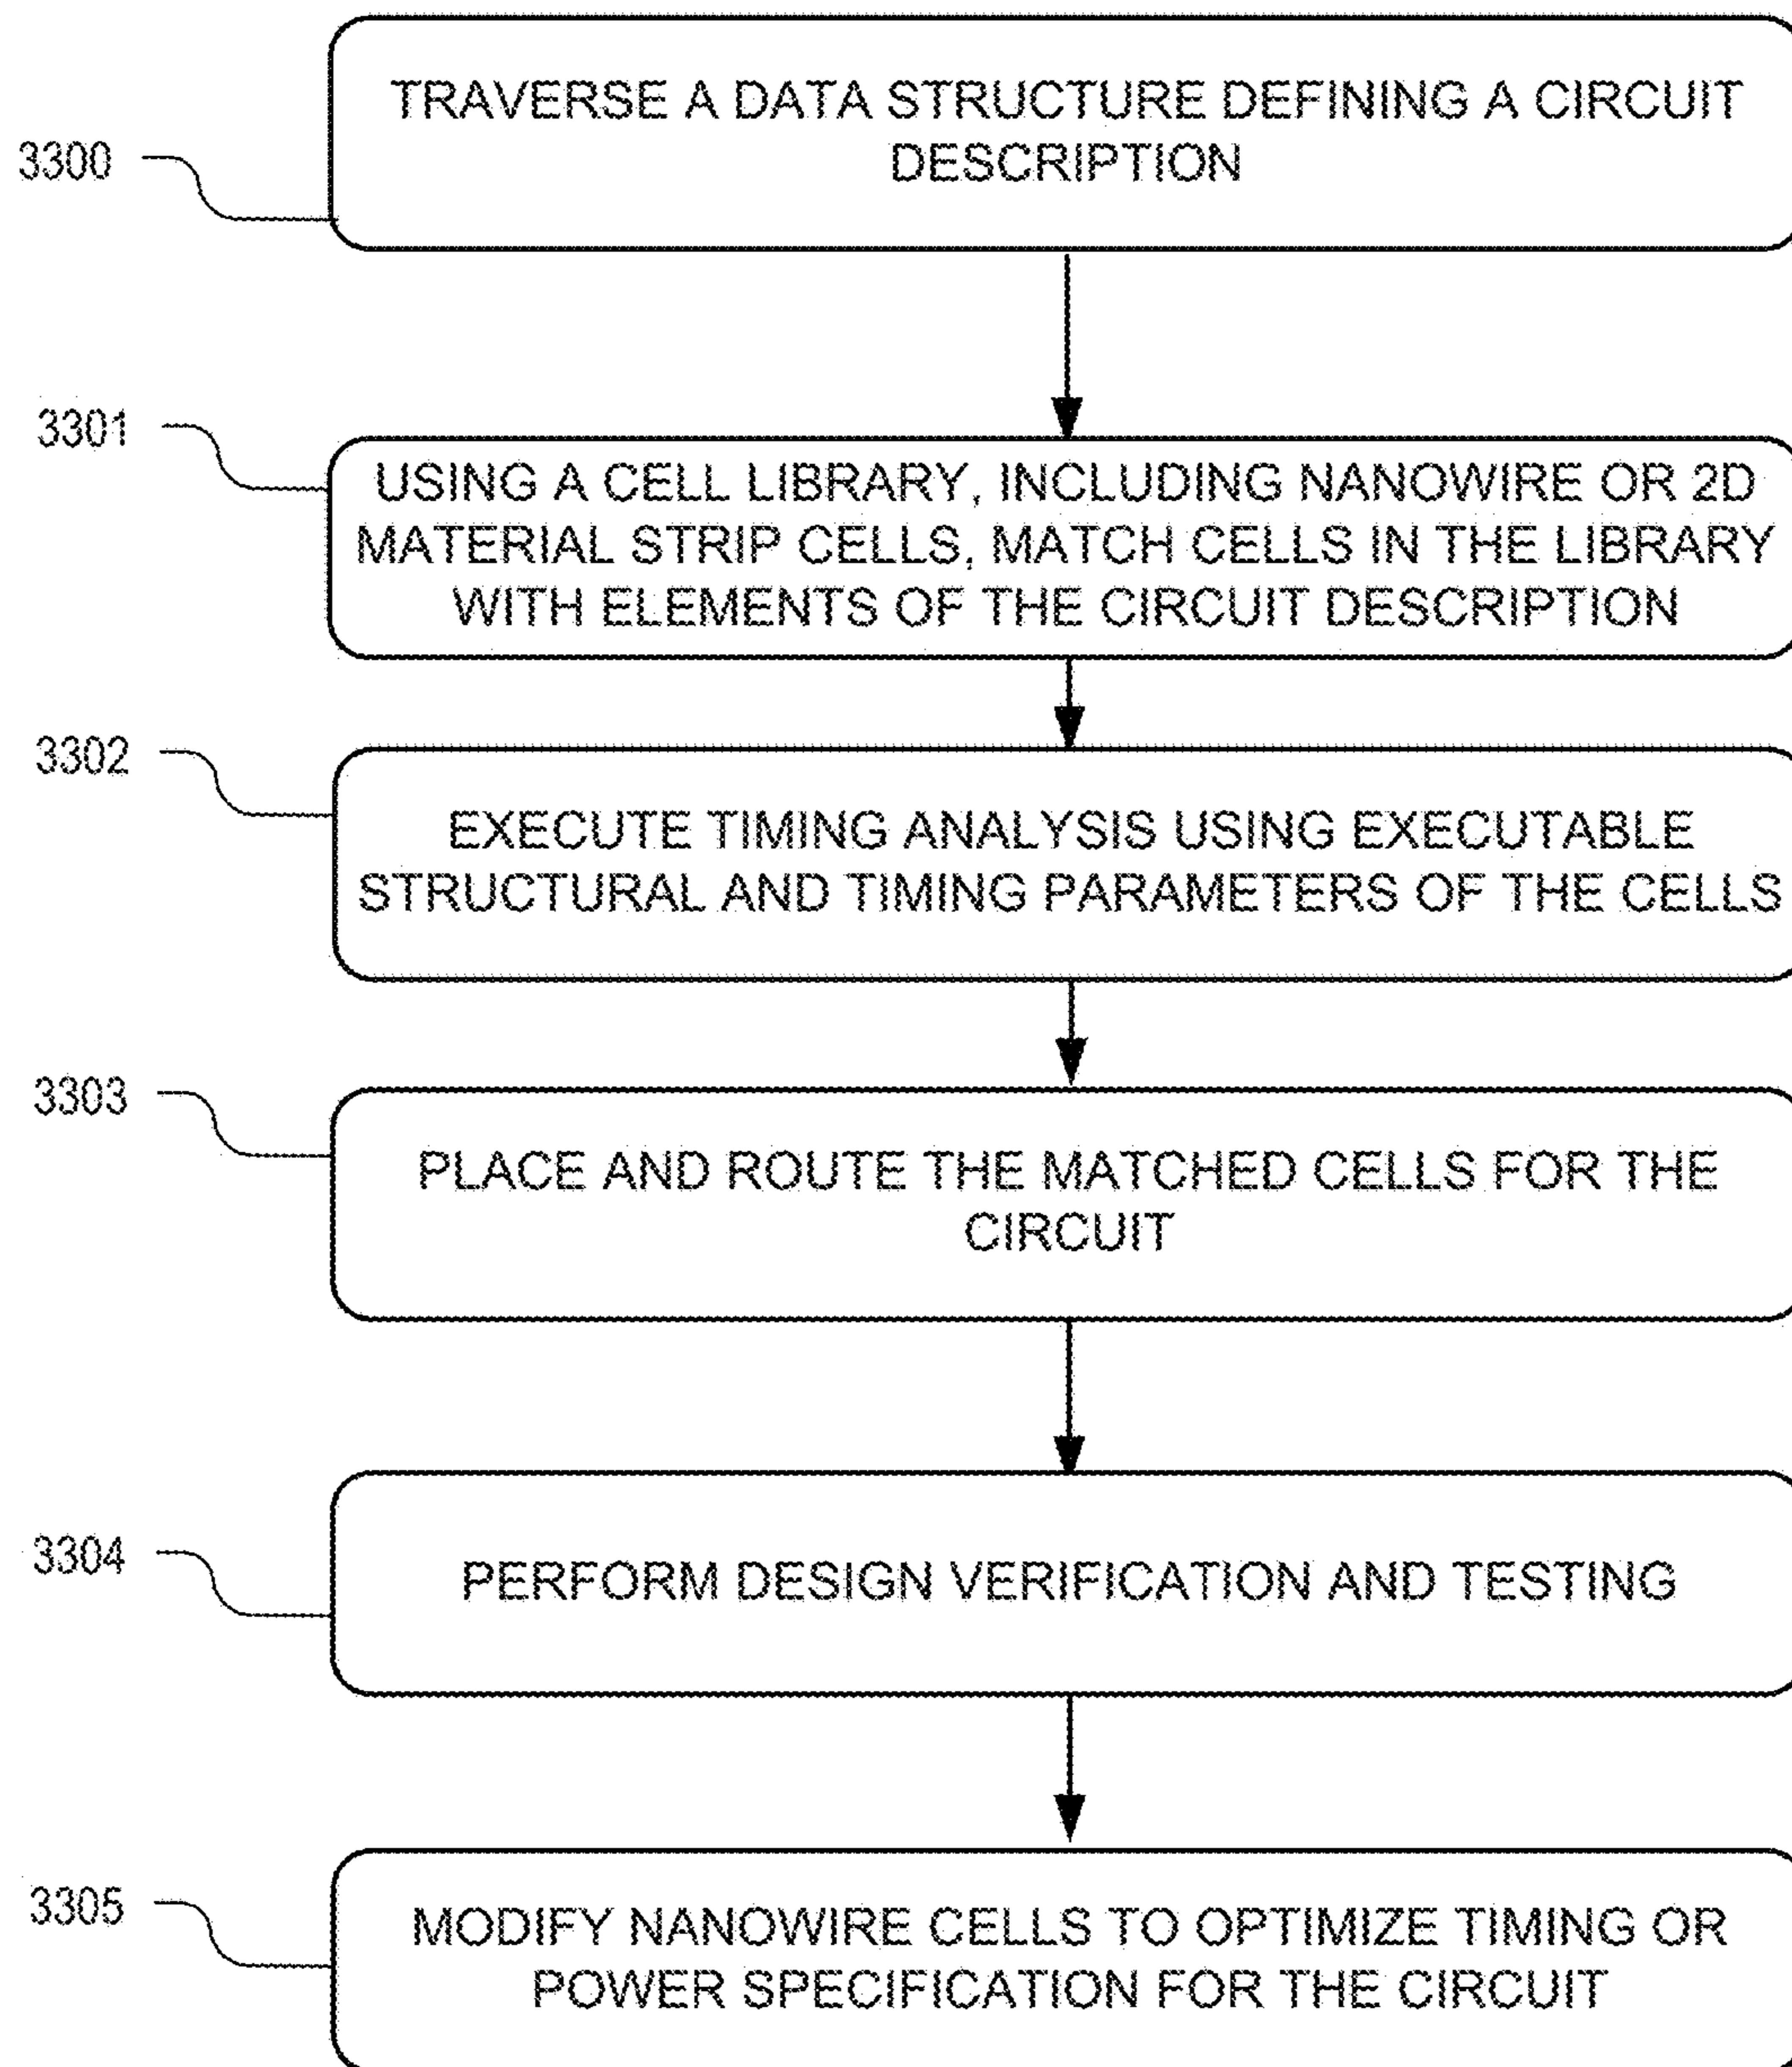 3300
TRAVERSE A DATA STRUCTURE DEFINING A CIRCUIT
DESCRIPTION
3301
USING A CELL LIBRARY, INCLUDING NANOWIRE OR 2D
MATERIAL STRIP CELLS, MATCH CELLS IN THE LIBRARY
WITH ELEMENTS OF THE CIRCUIT DESCRIPTION
3302
EXECUTE TIMING ANALYSIS USING EXECUTABLE
STRUCTURAL AND TIMING PARAMETERS OF THE CELLS
3303
PLACE AND ROUTE THE MATCHED CELLS FOR THE
CIRCUIT
3304
PERFORM DESIGN VERIFICATION AND TESTING
3305
MODIFY NANOWIRE CELLS TO OPTIMIZE TIMING OR
POWER SPECIFICATION FOR THE CIRCUIT